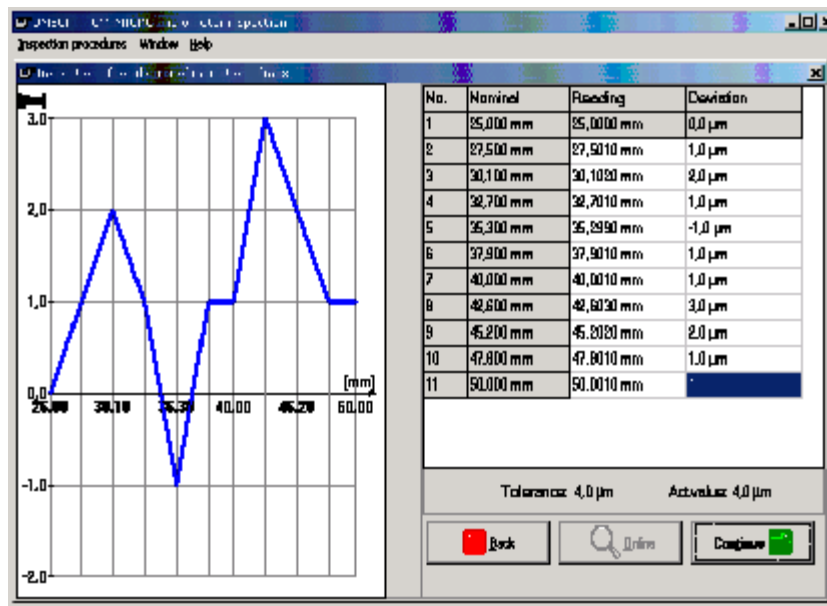 Inspection procedures Window Help
No. Nominal Reading Deviation
1 25,000 mm 25,0000 mm 0,0 µm
2 27,500 mm 27,5010 mm 1,0 µm
3 30,100 mm 30,1020 mm 2,0 µm
4 32,700 mm 32,7010 mm 1,0 µm
5 35,300 mm 35,2990 mm -1,0 µm
6 37,900 mm 37,9010 mm 1,0 µm
7 40,000 mm 40,0010 mm 1,0 µm
8 42,600 mm 42,6030 mm 3,0 µm
9 45,200 mm 45,2020 mm 2,0 µm
10 47,800 mm 47,8010 mm 1,0 µm
11 50,000 mm 50,0010 mm
3,0
2,0
1,0
0,0
-1,0
-2,0
[mm]
25.00 30.10 35.30 40.00 45.20 50.00
Tolerance: 4,0 µm Act.value: 4,0 µm
Back Online Continue